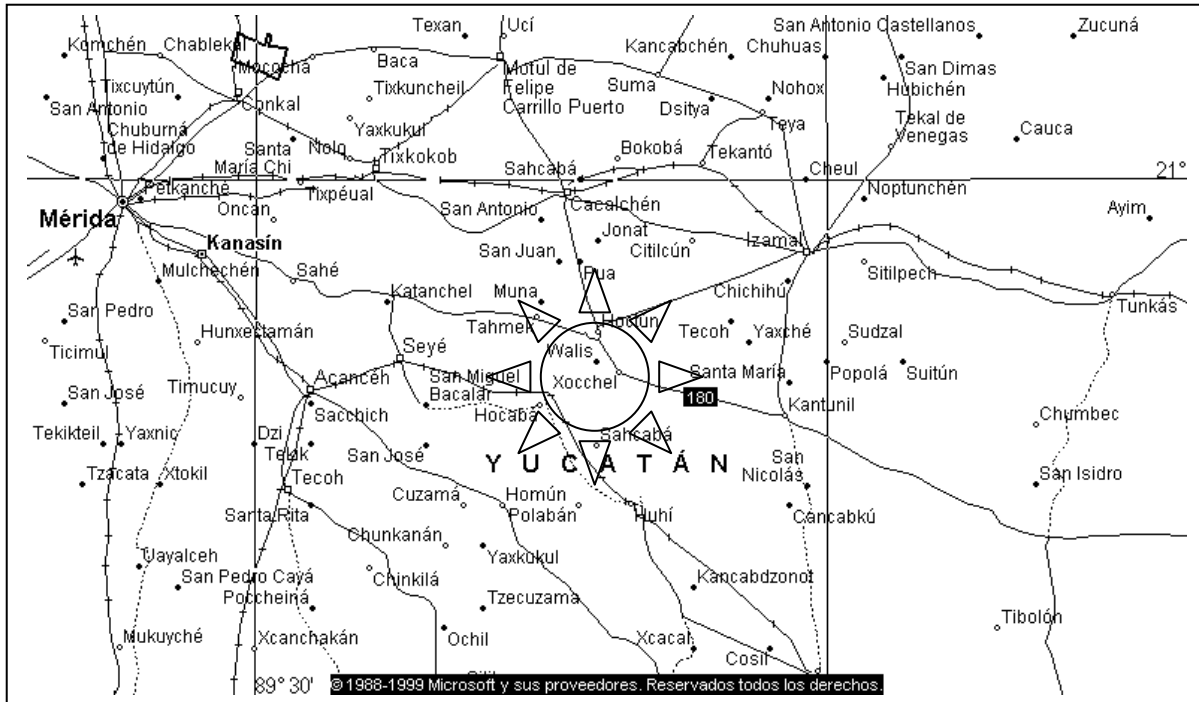 Texan Ucí San Antonio Castellanos Zucuná
Komchén Chablekal Kancabchén Chuhuas
Mocochá Baca Motul de San Dimas
Tixcuytún Tixkuncheil Felipe Suma Nohox Hubichén
San Antonio Conkal Carrillo Puerto Dsitya Tekal de
Chuburná Yaxkukul Teya Venegas
de Hidalgo Santa Nolo Bokobá Tekantó Cauca
María Chi Tixkokob Sahcabá Cheul 21°
Petkanché Tixpéual Cacalchén Noptunchén
Mérida Oncan San Antonio Jonat Ayim
Kanasín San Juan Citilcún Izamal
Mulchechén Sahé Pua Sitilpech
Katanchel Muna Chichihú Tunkás
San Pedro Hunxectamán Tahmek Hoctún Tecoh Yaxché Sudzal
Ticimul Seyé Walis
Timucuy Acancéh San Miguel Xocchel Santa María Popolá Suitún
San José Bacalar 180
Sacchich Hocabá Kantunil Chumbec
Tekikteil Yaxnic Dzi Sahcabá
Telok San José YUCATÁN San
Tzacata Xtokil Tecoh Nicolás San Isidro
Cuzamá Homún
Santa Rita Polabán Huhí Cancabkú
Chunkanán
Uayalceh Yaxkukul
San Pedro Cayá Chinkilá Kancabdzonot
Poccheiná Tzecuzama Tibolón
Mukuyché Xcanchakán Ochil Xcacal Cosil
89° 30' © 1988-1999 Microsoft y sus proveedores. Reservados todos los derechos.